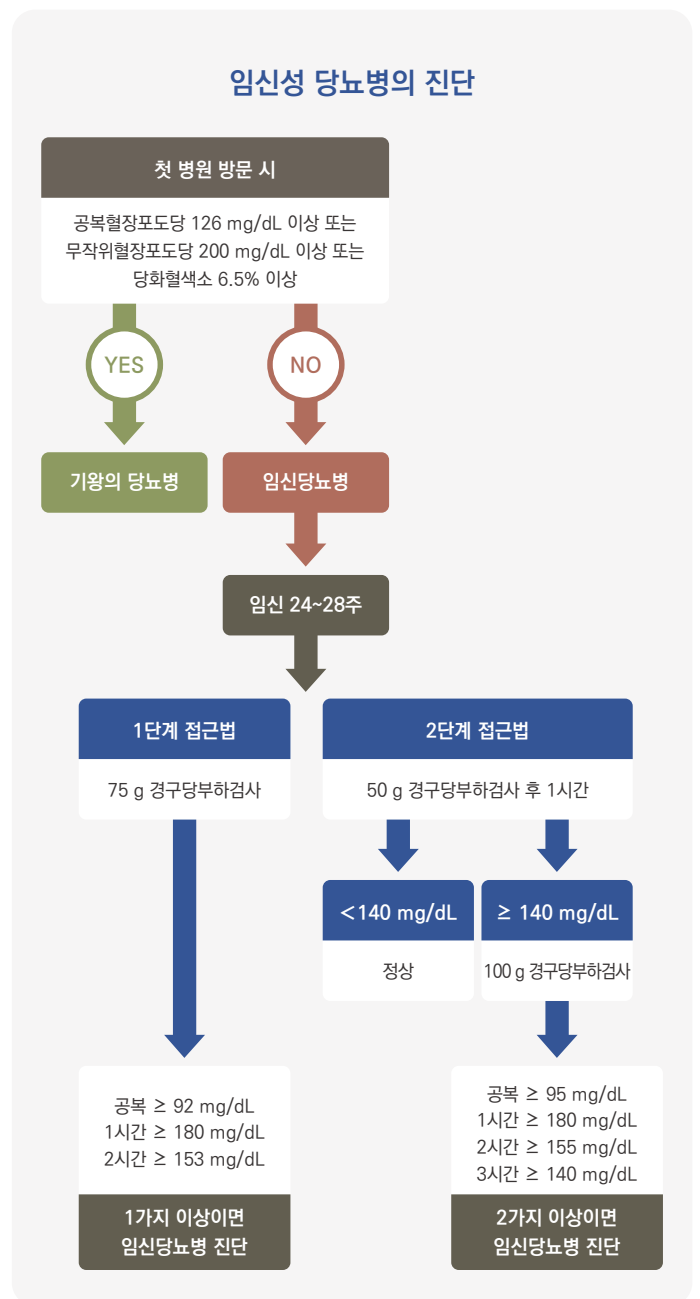 임신성 당뇨병의 진단
첫 병원 방문 시
공복혈장포도당 126 mg/dL 이상 또는
무작위혈장포도당 200 mg/dL 이상 또는
당화혈색소 6.5% 이상
YES
NO
기왕의 당뇨병
임신당뇨병
임신 24~28주
1단계 접근법
75 g 경구당부하검사
2단계 접근법
50 g 경구당부하검사 후 1시간
<140 mg/dL
정상
≥ 140 mg/dL
100 g 경구당부하검사
공복 ≥ 92 mg/dL
1시간 ≥ 180 mg/dL
2시간 ≥ 153 mg/dL
1가지 이상이면
임신당뇨병 진단
공복 ≥ 95 mg/dL
1시간 ≥ 180 mg/dL
2시간 ≥ 155 mg/dL
3시간 ≥ 140 mg/dL
2가지 이상이면
임신당뇨병 진단